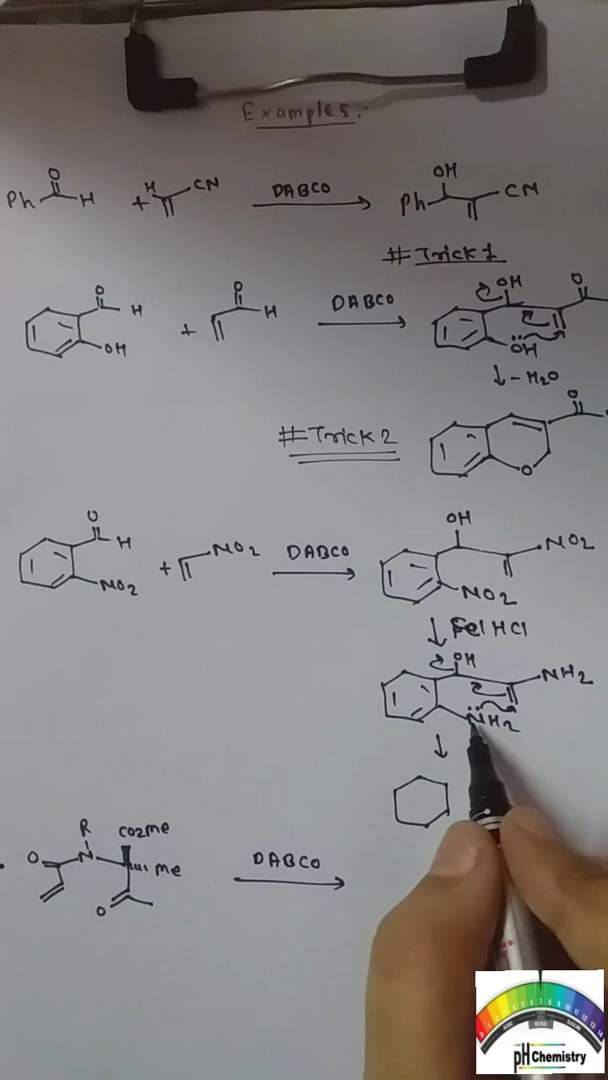 Examples:-
O OH
Ph H + H CN DABCO Ph CN
# Trick 1
O O OH O
H + H DABCO
OH ÖH
↓ -H2O
# Trick 2 O
O
O OH
H + NO2 DABCO NO2
NO2 NO2
↓ Fe/HCl
OH NH2
NH2
↓
R CO2Me
O N Me DABCO
O
pH Chemistry